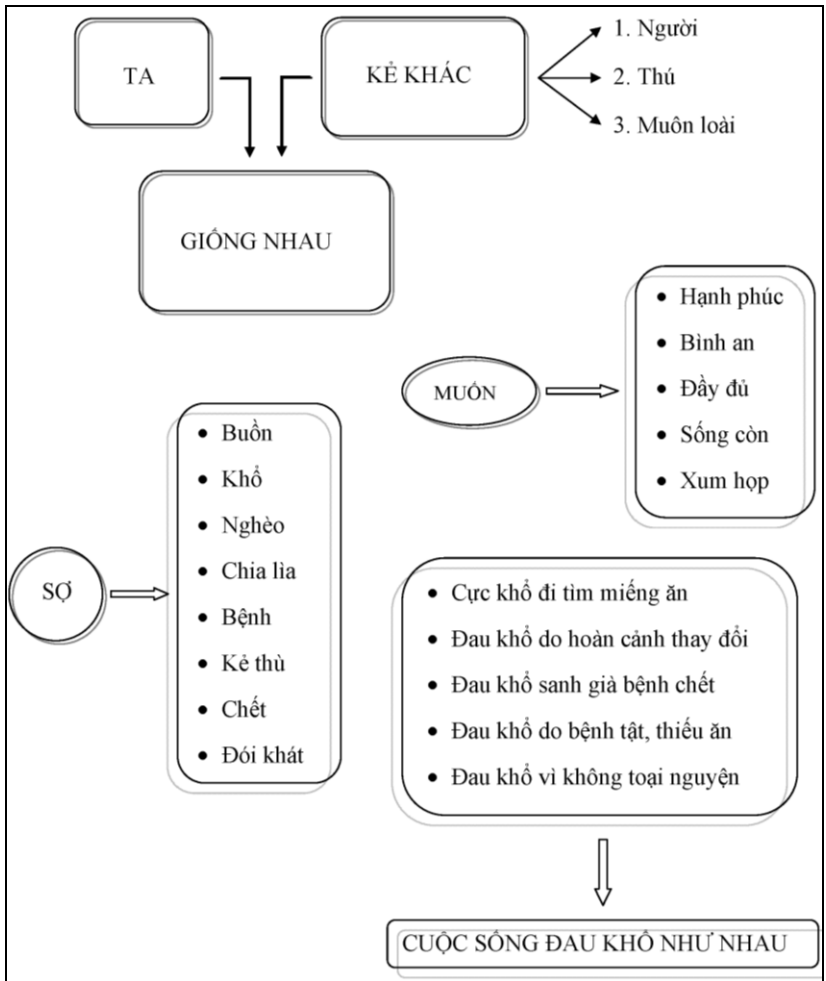 TA
KẺ KHÁC
1. Người
2. Thú
3. Muôn loài
GIỐNG NHAU
MUỐN
• Hạnh phúc
• Bình an
• Đầy đủ
• Sống còn
• Xum họp
SỢ
• Buồn
• Khổ
• Nghèo
• Chia lìa
• Bệnh
• Kẻ thù
• Chết
• Đói khát
• Cực khổ đi tìm miếng ăn
• Đau khổ do hoàn cảnh thay đổi
• Đau khổ sanh già bệnh chết
• Đau khổ do bệnh tật, thiếu ăn
• Đau khổ vì không toại nguyện
CUỘC SỐNG ĐAU KHỔ NHƯ NHAU